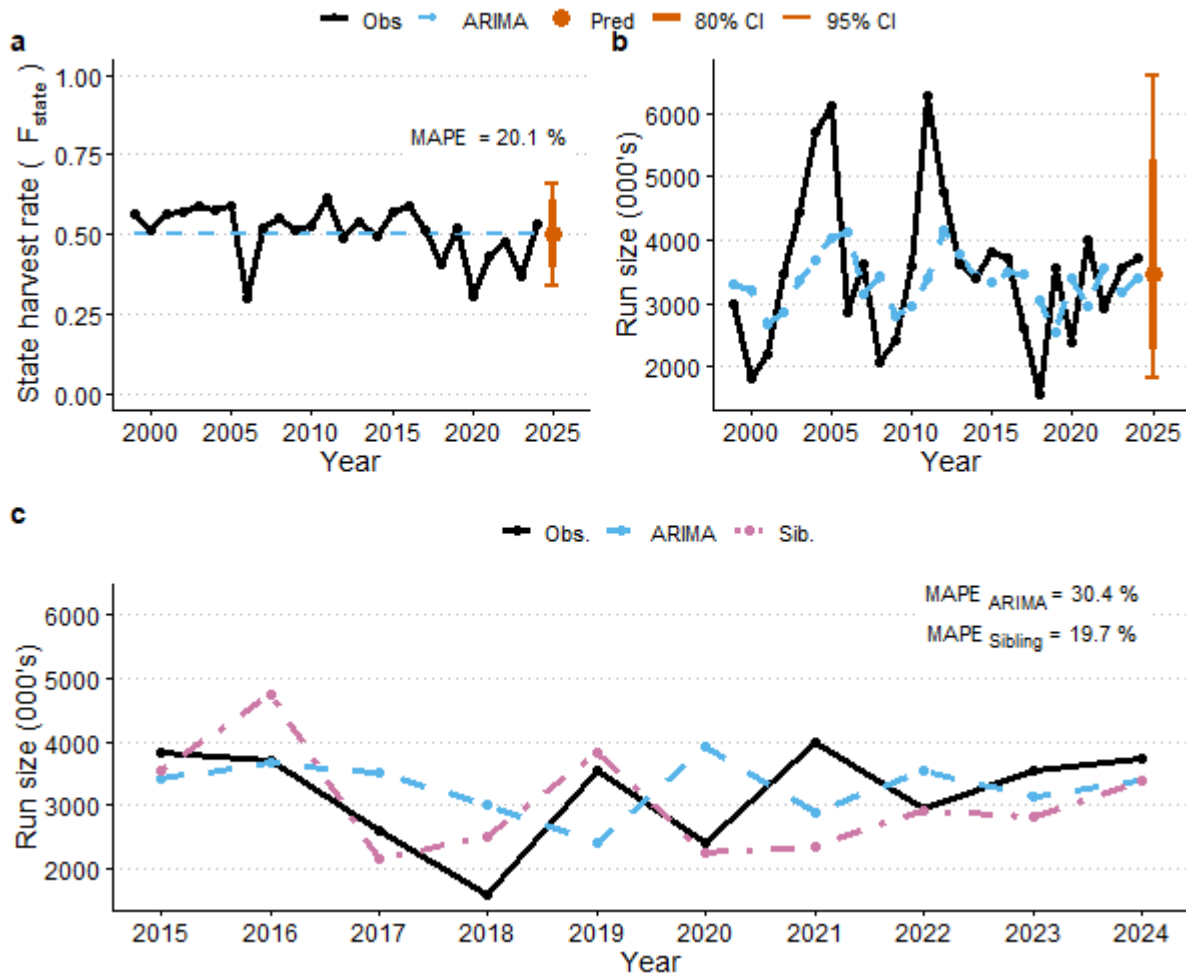 Obs ARIMA Pred 80% CI 95% CI
a
State harvest rate ( F state)
1.00
0.75
0.50
0.25
0.00
MAPE = 20.1 %
2000 2005 2010 2015 2020 2025
Year
b
Run size (000's)
6000
5000
4000
3000
2000
2000 2005 2010 2015 2020 2025
Year
c
Obs. ARIMA Sib.
Run size (000's)
6000
5000
4000
3000
2000
MAPE ARIMA = 30.4 %
MAPE Sibling = 19.7 %
2015 2016 2017 2018 2019 2020 2021 2022 2023 2024
Year